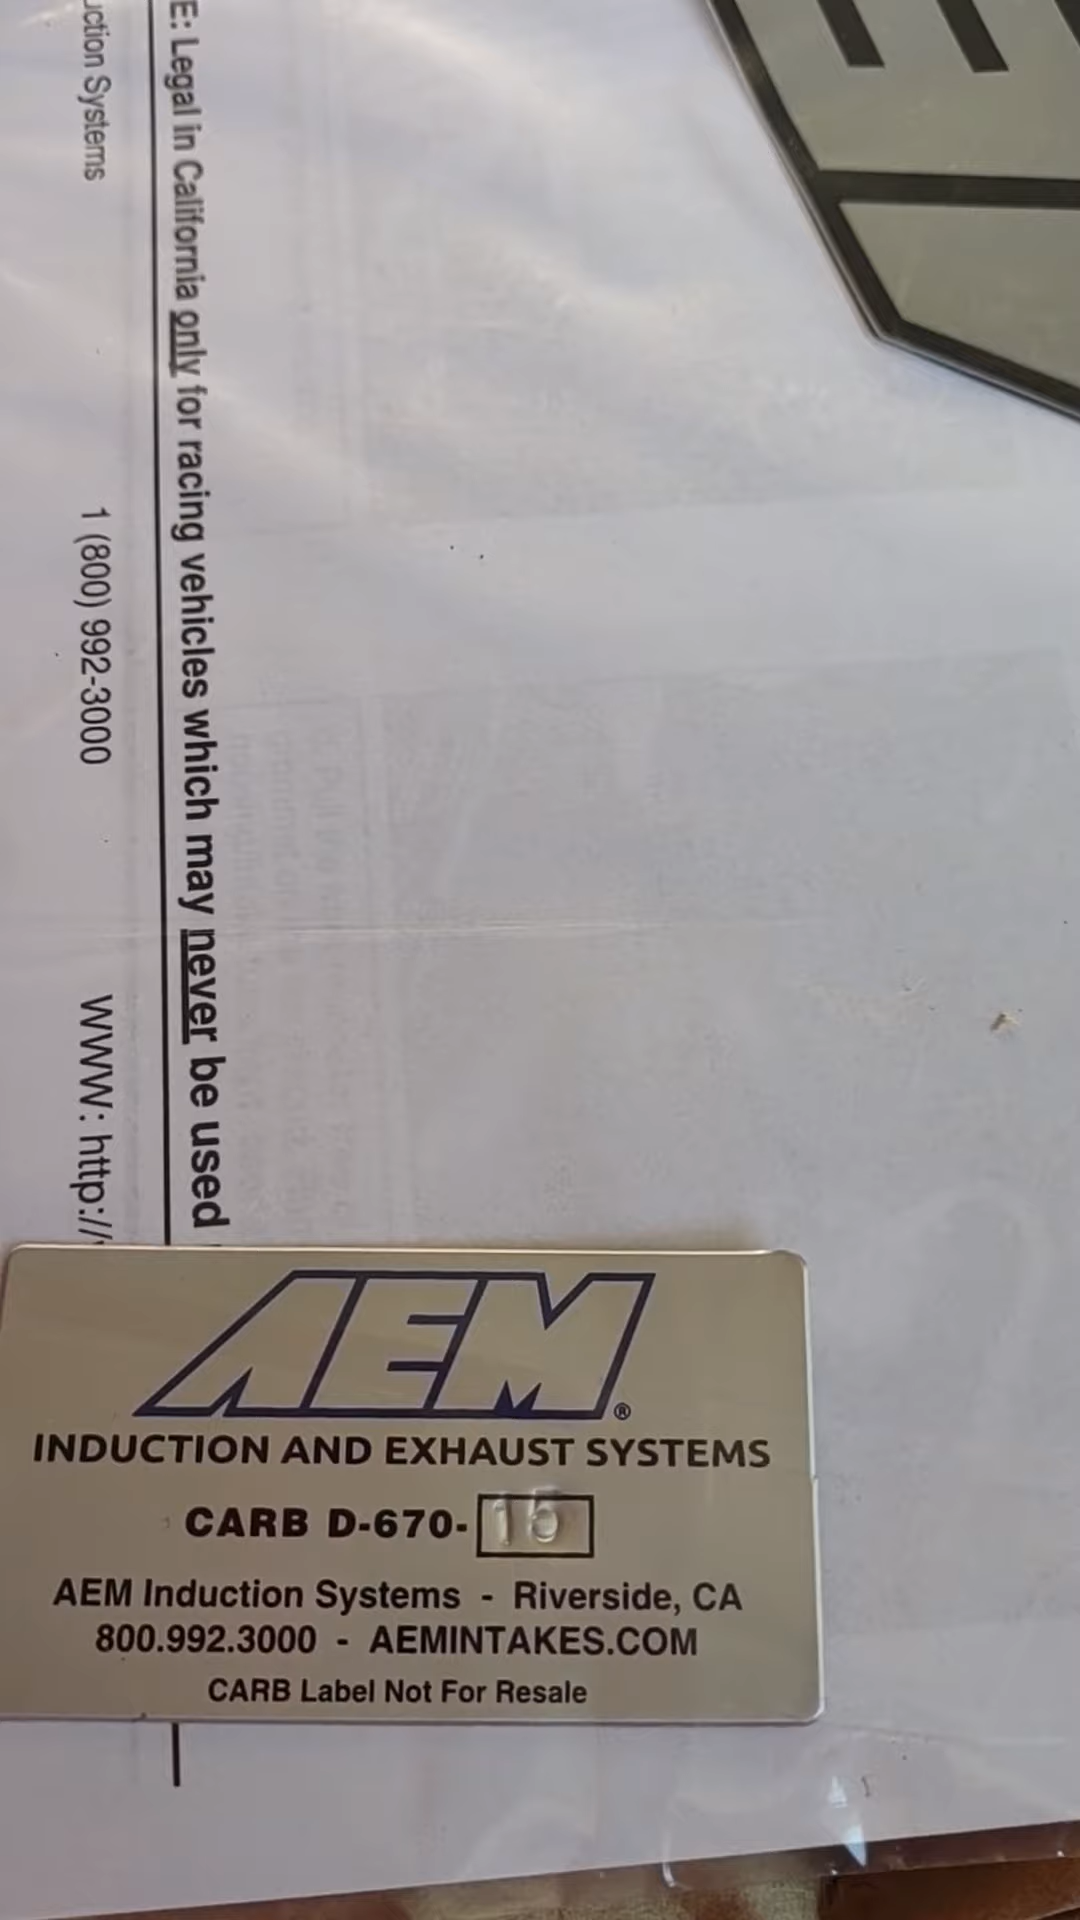 uction Systems
1 (800) 992-3000
WWW: http://
E: Legal in California only for racing vehicles which may never be used
AEM®
INDUCTION AND EXHAUST SYSTEMS
CARB D-670-15
AEM Induction Systems - Riverside, CA
800.992.3000 - AEMINTAKES.COM
CARB Label Not For Resale